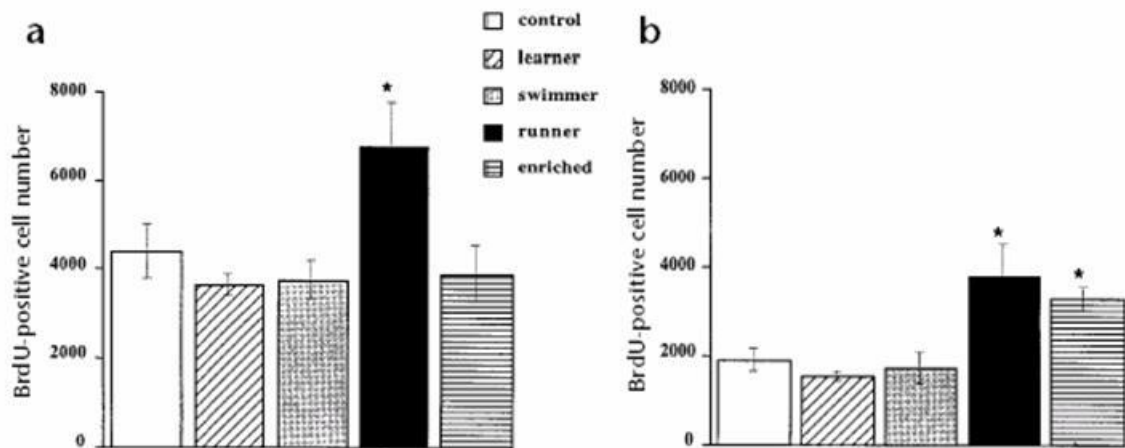 a
control
learner
swimmer
runner
enriched
BrdU-positive cell number
8000
6000
4000
2000
0
*
b
BrdU-positive cell number
8000
6000
4000
2000
0
*
*